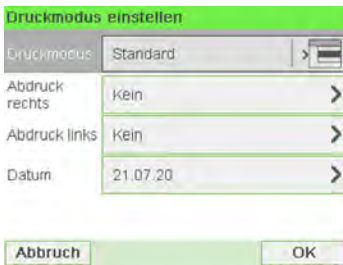 Druckmodus einstellen
Druckmodus Standard
Abdruck
rechts
Kein
Abdruck links Kein
Datum 21.07.20
Abbruch OK